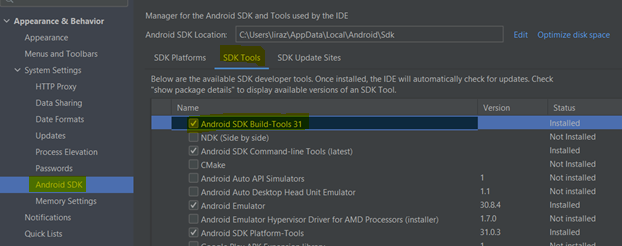 Appearance & Behavior
Appearance
Menus and Toolbars
System Settings
HTTP Proxy
Data Sharing
Date Formats
Updates
Process Elevation
Passwords
Android SDK
Memory Settings
Notifications
Quick Lists
Manager for the Android SDK and Tools used by the IDE
Android SDK Location: C:\Users\liraz\AppData\Local\Android\Sdk Edit Optimize disk space
SDK Platforms SDK Tools SDK Update Sites
Below are the available SDK developer tools. Once installed, the IDE will automatically check for updates. Check
"show package details" to display available versions of an SDK Tool.
Name Version Status
Android SDK Build-Tools 31 Installed
NDK (Side by side) Not Installed
Android SDK Command-line Tools (latest) Installed
CMake Not Installed
Android Auto API Simulators 1 Not installed
Android Auto Desktop Head Unit Emulator 1.1 Not installed
Android Emulator 30.8.4 Installed
Android Emulator Hypervisor Driver for AMD Processors (installer) 1.7.0 Not installed
Android SDK Platform-Tools 31.0.3 Installed
Google Play APK Expansion library 1 Not installed